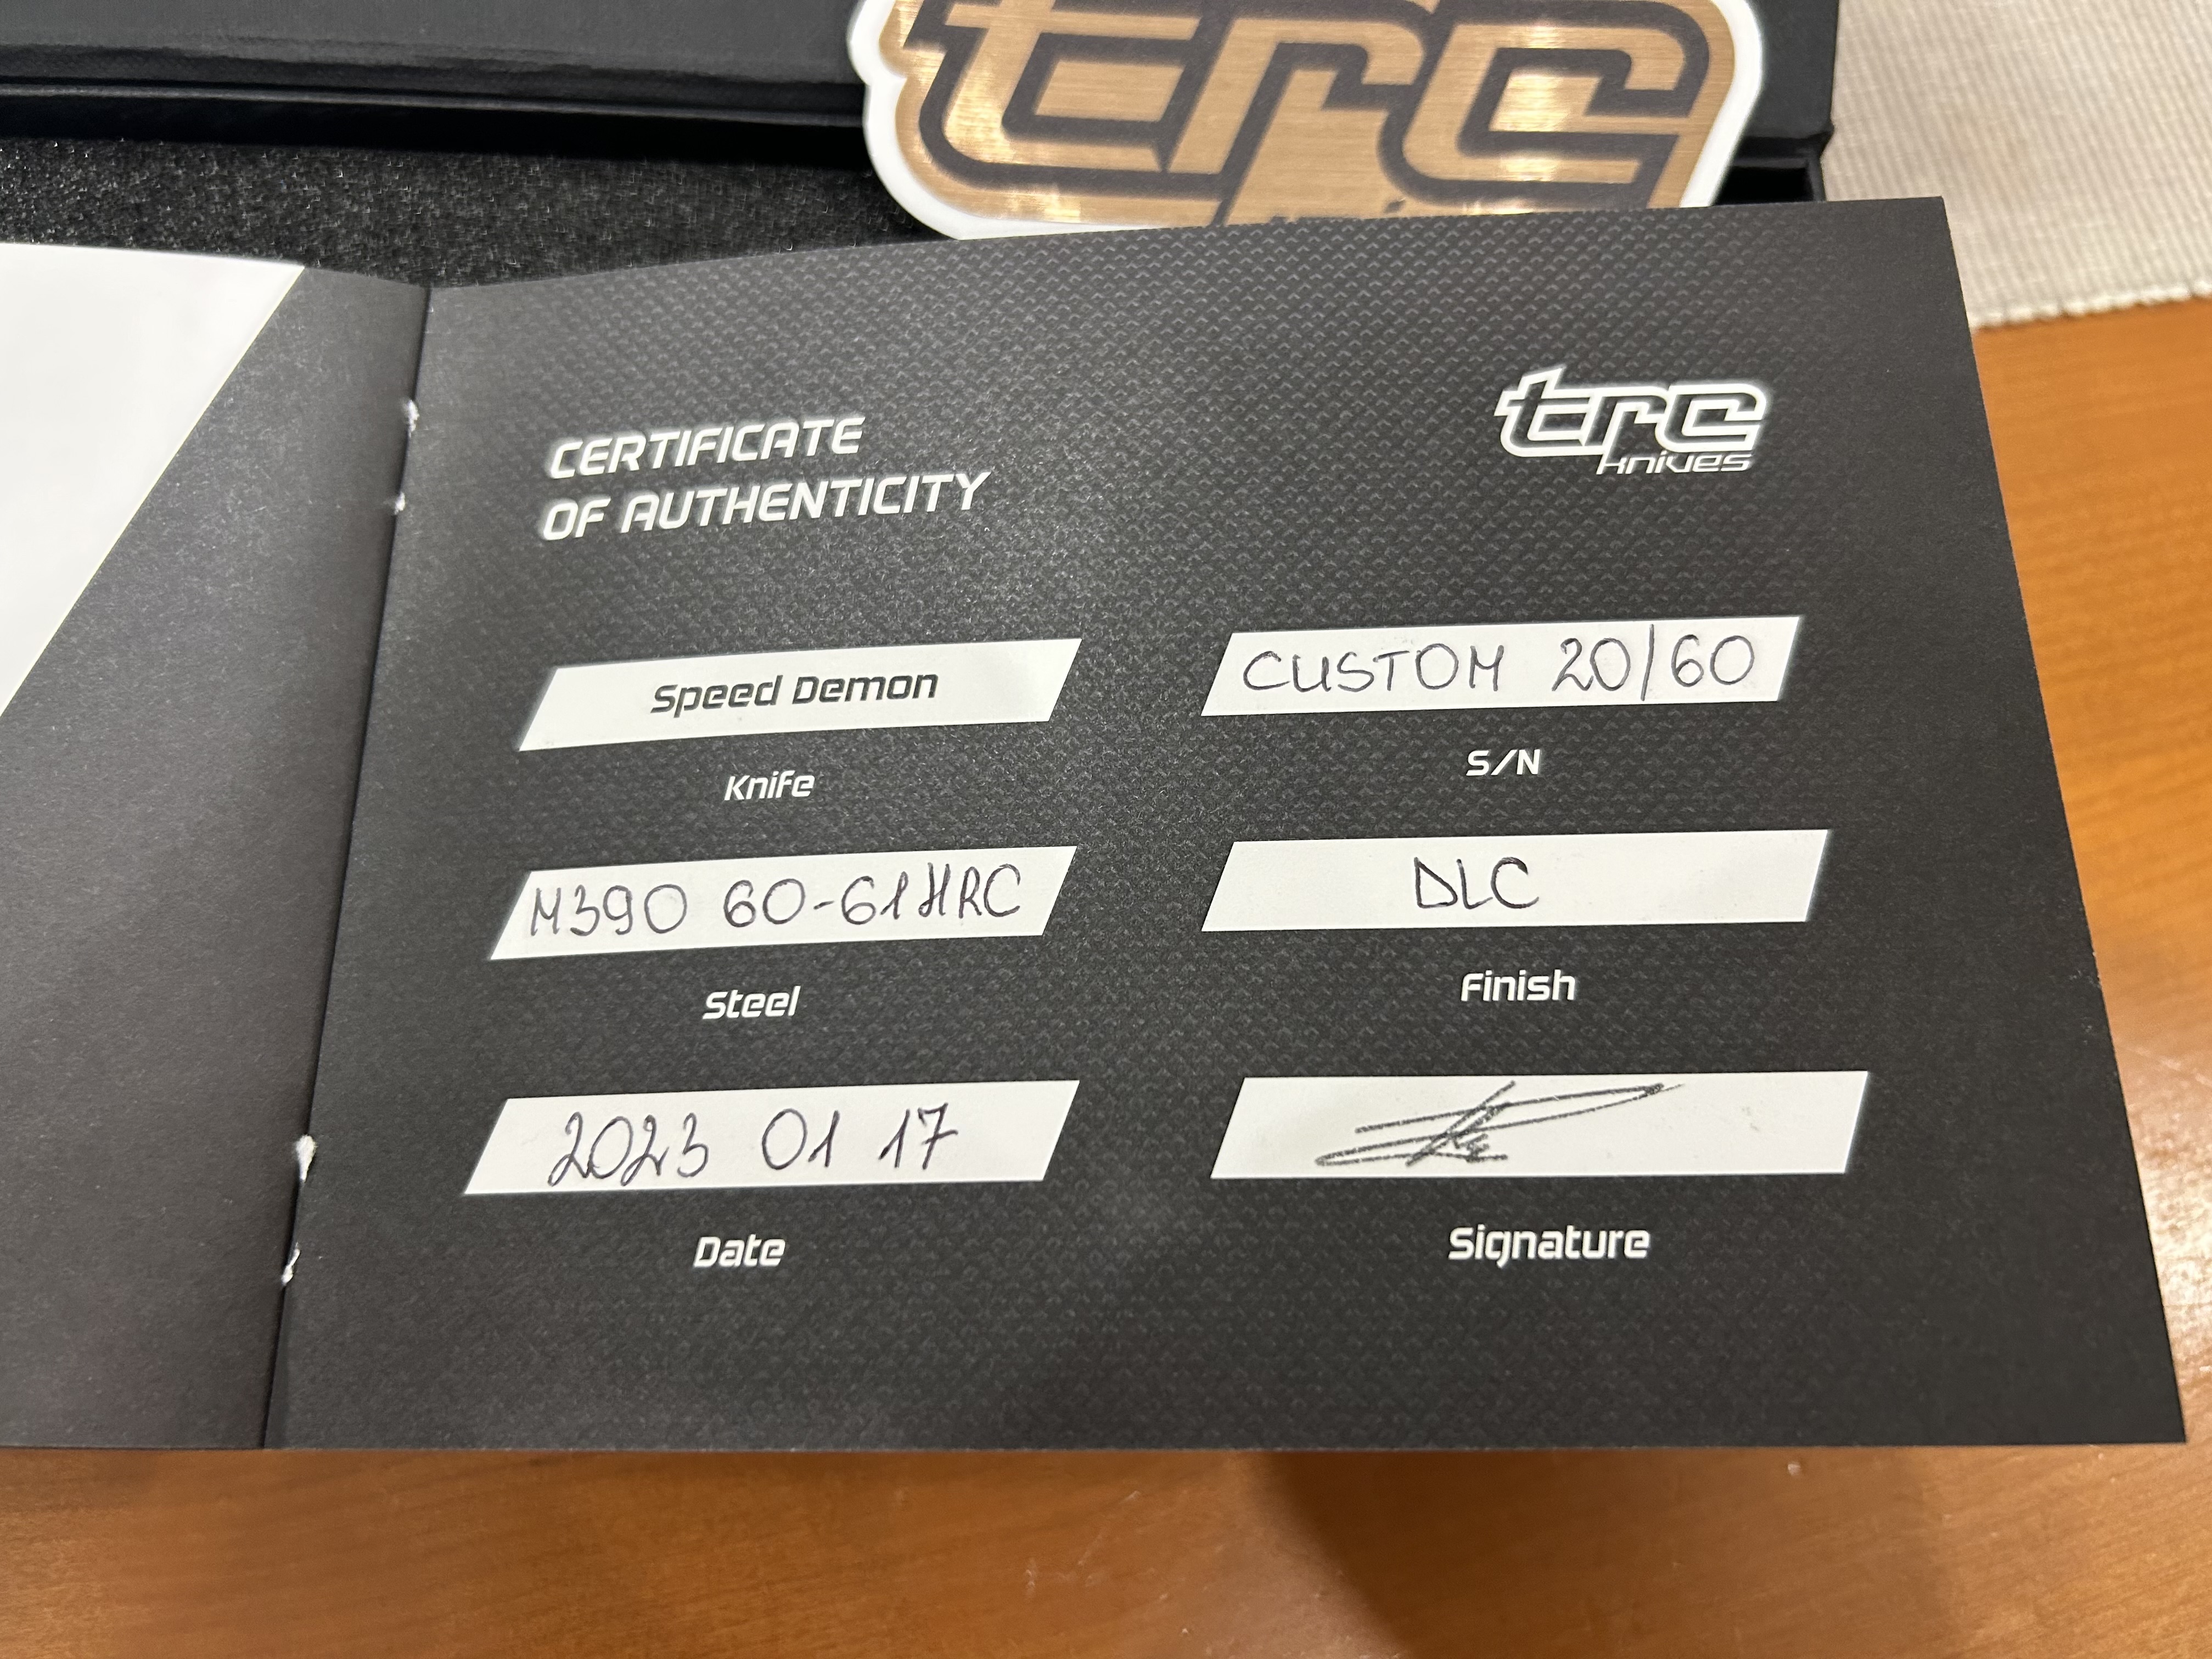 trc
CERTIFICATE
OF AUTHENTICITY
trc
knives
Speed Demon
Knife
CUSTOM 20/60
S/N
M390 60-61HRC
Steel
DLC
Finish
2023 01 17
Date
Signature